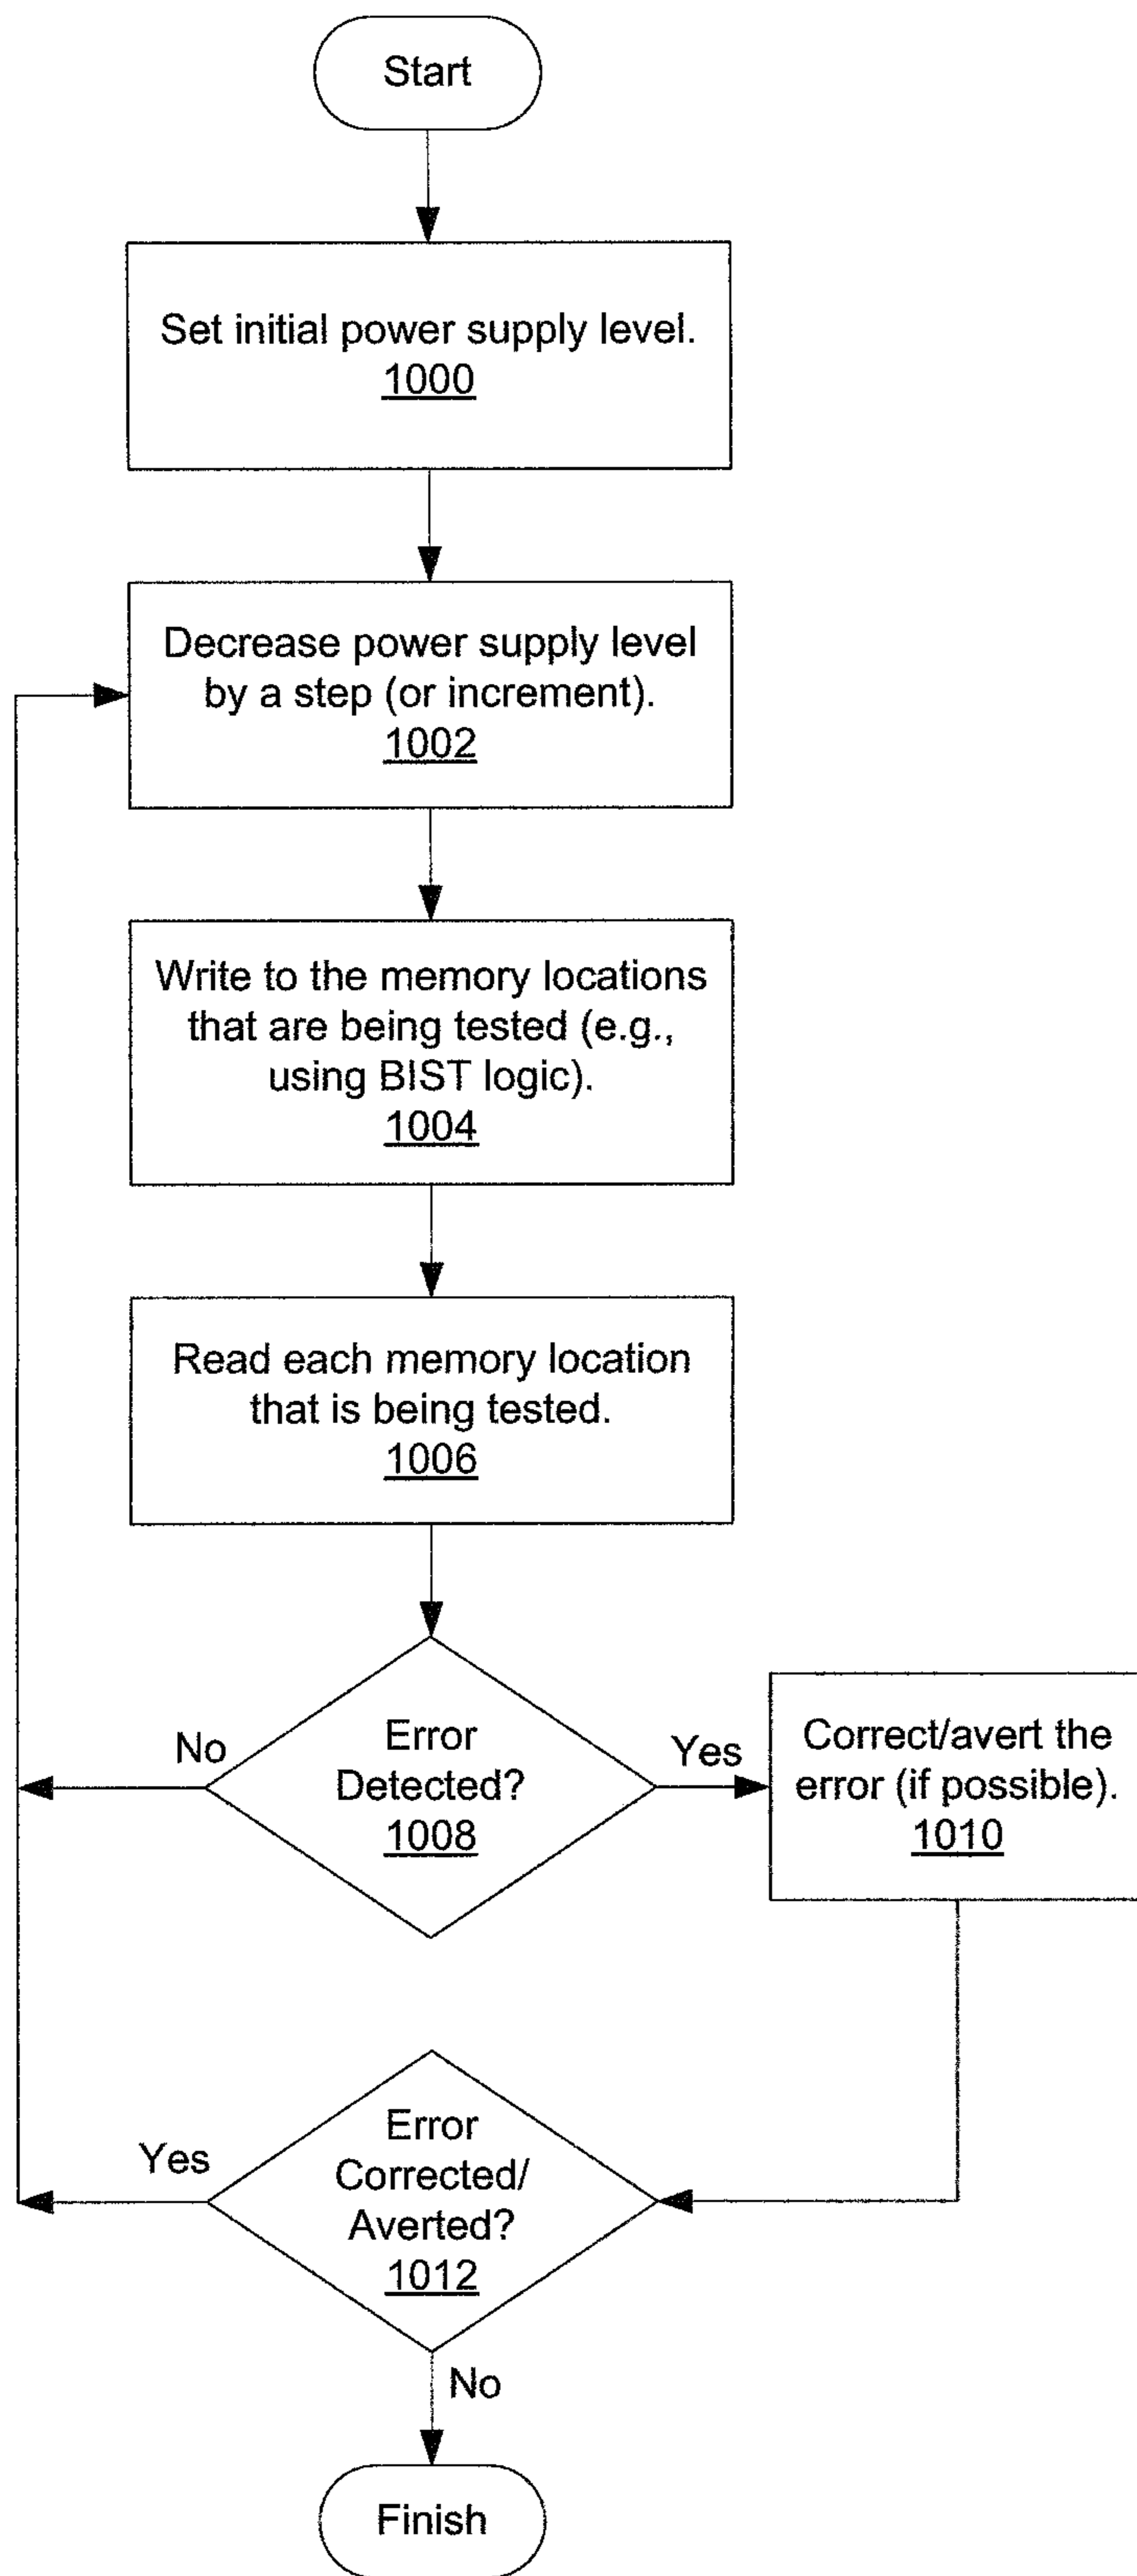 Start
Set initial power supply level.
1000
Decrease power supply level
by a step (or increment).
1002
Write to the memory locations
that are being tested (e.g.,
using BIST logic).
1004
Read each memory location
that is being tested.
1006
No
Error
Detected?
1008
Yes
Correct/avert the
error (if possible).
1010
Yes
Error
Corrected/
Averted?
1012
No
Finish